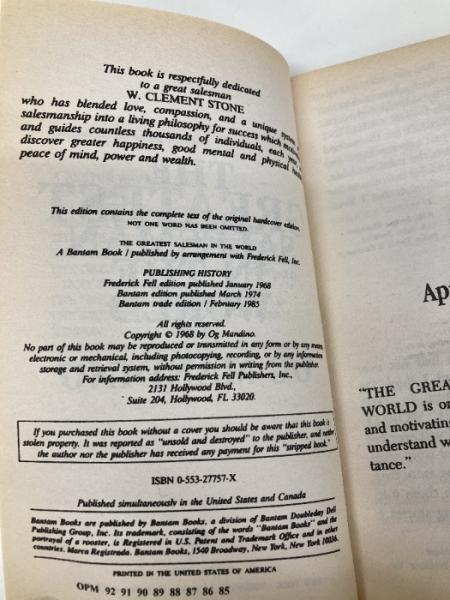 This book is respectfully dedicated
to a great salesman
W. CLEMENT STONE
who has blended love, compassion, and a unique system of
salesmanship into a living philosophy for success which motivates
and guides countless thousands of individuals, each year, to
discover greater happiness, good mental and physical health,
peace of mind, power and wealth.
This edition contains the complete text of the original hardcover edition.
NOT ONE WORD HAS BEEN OMITTED.
THE GREATEST SALESMAN IN THE WORLD
A Bantam Book / published by arrangement with Frederick Fell, Inc.
PUBLISHING HISTORY
Frederick Fell edition published January 1968
Bantam edition published March 1974
Bantam trade edition / February 1985
All rights reserved.
Copyright © 1968 by Og Mandino.
No part of this book may be reproduced or transmitted in any form or by any means,
electronic or mechanical, including photocopying, recording, or by any information
storage and retrieval system, without permission in writing from the publisher.
For information address: Frederick Fell Publishers, Inc.,
2131 Hollywood Blvd.,
Suite 204, Hollywood, FL 33020.
If you purchased this book without a cover you should be aware that this book is
stolen property. It was reported as "unsold and destroyed" to the publisher, and neither
the author nor the publisher has received any payment for this "stripped book."
ISBN 0-553-27757-X
Published simultaneously in the United States and Canada
Bantam Books are published by Bantam Books, a division of Bantam Doubleday Dell
Publishing Group, Inc. Its trademark, consisting of the words "Bantam Books" and the
portrayal of a rooster, is Registered in U.S. Patent and Trademark Office and in other
countries. Marca Registrada. Bantam Books, 1540 Broadway, New York, New York 10036.
PRINTED IN THE UNITED STATES OF AMERICA
OPM 92 91 90 89 88 87 86 85
Ap
"THE GREA
WORLD is on
and motivating
understand w
tance."